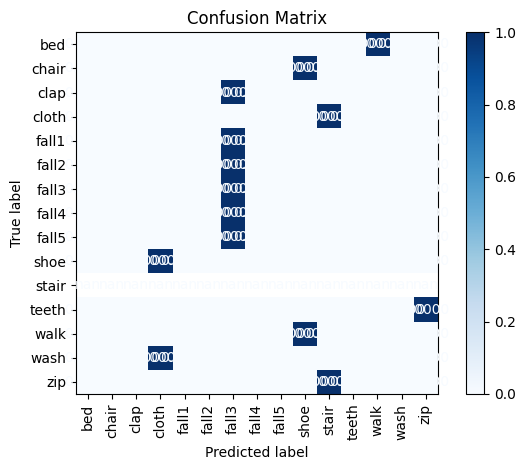 Confusion Matrix
bed
chair
clap
cloth
fall1
fall2
fall3
fall4
fall5
shoe
stair
teeth
walk
wash
zip
True label
bed
chair
clap
cloth
fall1
fall2
fall3
fall4
fall5
shoe
stair
teeth
walk
wash
zip
Predicted label
1.0
0.8
0.6
0.4
0.2
0.0